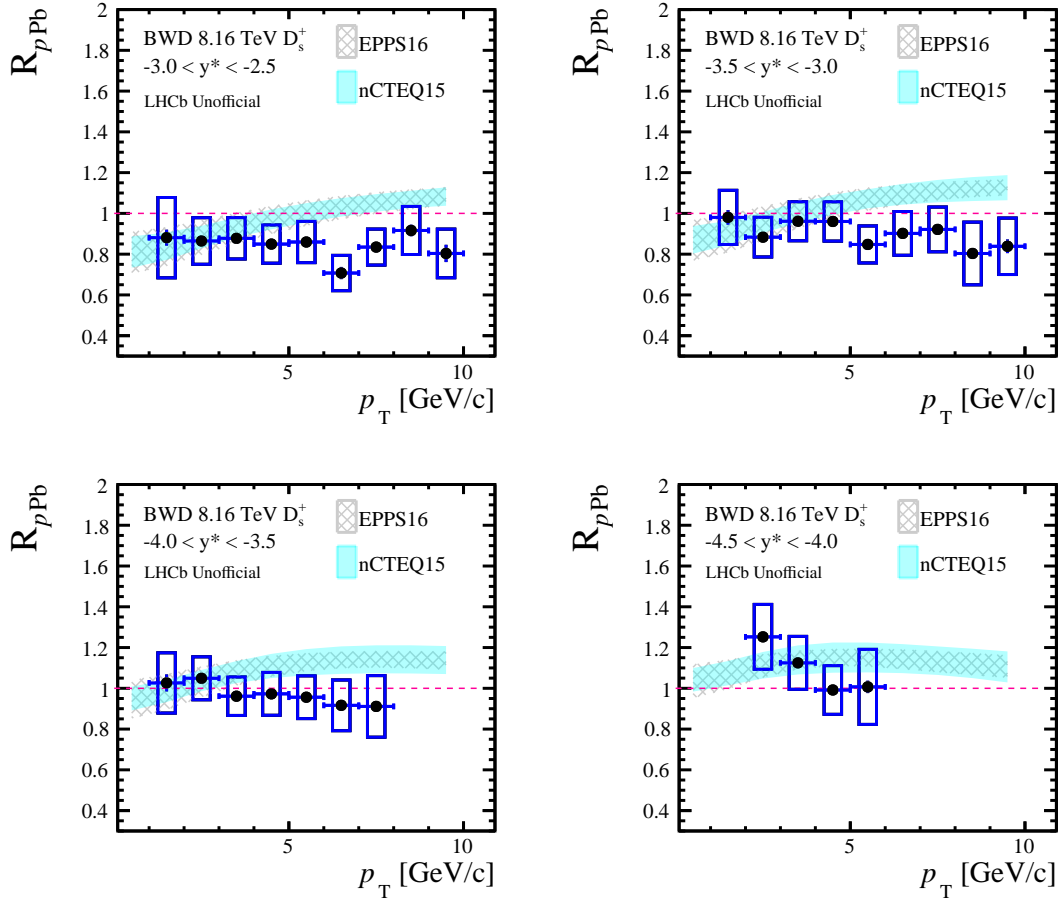 R_pPb
2
1.8
1.6
1.4
1.2
1
0.8
0.6
0.4
BWD 8.16 TeV D_s^+
-3.0 < y* < -2.5
LHCb Unofficial
EPPS16
nCTEQ15
5
10
p_T [GeV/c]
R_pPb
2
1.8
1.6
1.4
1.2
1
0.8
0.6
0.4
BWD 8.16 TeV D_s^+
-3.5 < y* < -3.0
LHCb Unofficial
EPPS16
nCTEQ15
5
10
p_T [GeV/c]
R_pPb
2
1.8
1.6
1.4
1.2
1
0.8
0.6
0.4
BWD 8.16 TeV D_s^+
-4.0 < y* < -3.5
LHCb Unofficial
EPPS16
nCTEQ15
5
10
p_T [GeV/c]
R_pPb
2
1.8
1.6
1.4
1.2
1
0.8
0.6
0.4
BWD 8.16 TeV D_s^+
-4.5 < y* < -4.0
LHCb Unofficial
EPPS16
nCTEQ15
5
10
p_T [GeV/c]